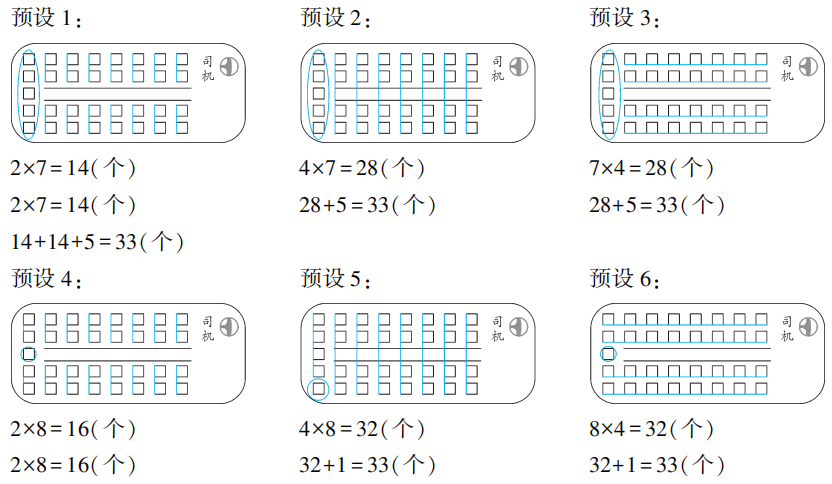 预设 1：
预设 2：
预设 3：
司机
司机
司机
2×7=14(个)
2×7=14(个)
14+14+5=33(个)
4×7=28(个)
28+5=33(个)
7×4=28(个)
28+5=33(个)
预设 4：
预设 5：
预设 6：
司机
司机
司机
2×8=16(个)
2×8=16(个)
4×8=32(个)
32+1=33(个)
8×4=32(个)
32+1=33(个)